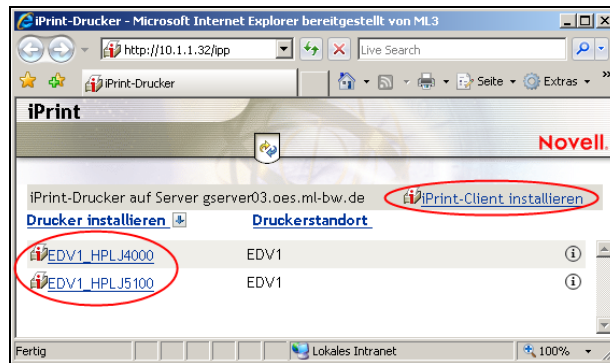 iPrint-Drucker - Microsoft Internet Explorer bereitgestellt von ML3
http://10.1.1.32/ipp
Live Search
iPrint-Drucker
Seite
Extras
»
iPrint
Novell.
iPrint-Drucker auf Server gserver03.oes.ml-bw.de
iPrint-Client installieren
Drucker installieren
Druckerstandort
EDV1_HPLJ4000
EDV1
EDV1_HPLJ5100
EDV1
Fertig
Lokales Intranet
100%